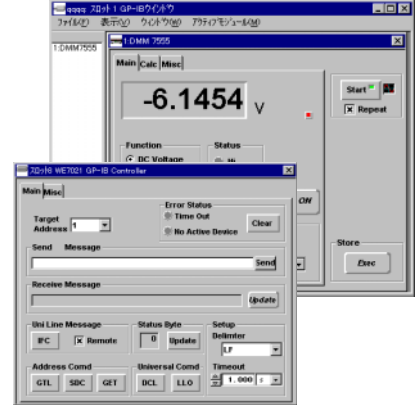 qqqq スロット1 GP-IBウインドウ
ファイル(F) 表示(V) ウィンドウ(W) アクティブモジュール(M)
1:DMM7555
1:DMM 7555
Main Calc Misc
-6.1454 V
Start
Repeat
Function
DC Voltage
Status
Hi
ON
Store
Exec
スロット6 WE7021 GP-IB Controller
Main Misc
Target Address 1
Error Status
Time Out
No Active Device
Clear
Send Message
Send
Receive Message
Update
Uni Line Message
IFC
Remote
Status Byte
0 Update
Setup
Delimter
LF
Address Comd
GTL SDC GET
Universal Comd
DCL LLO
Timeout
1.000 s